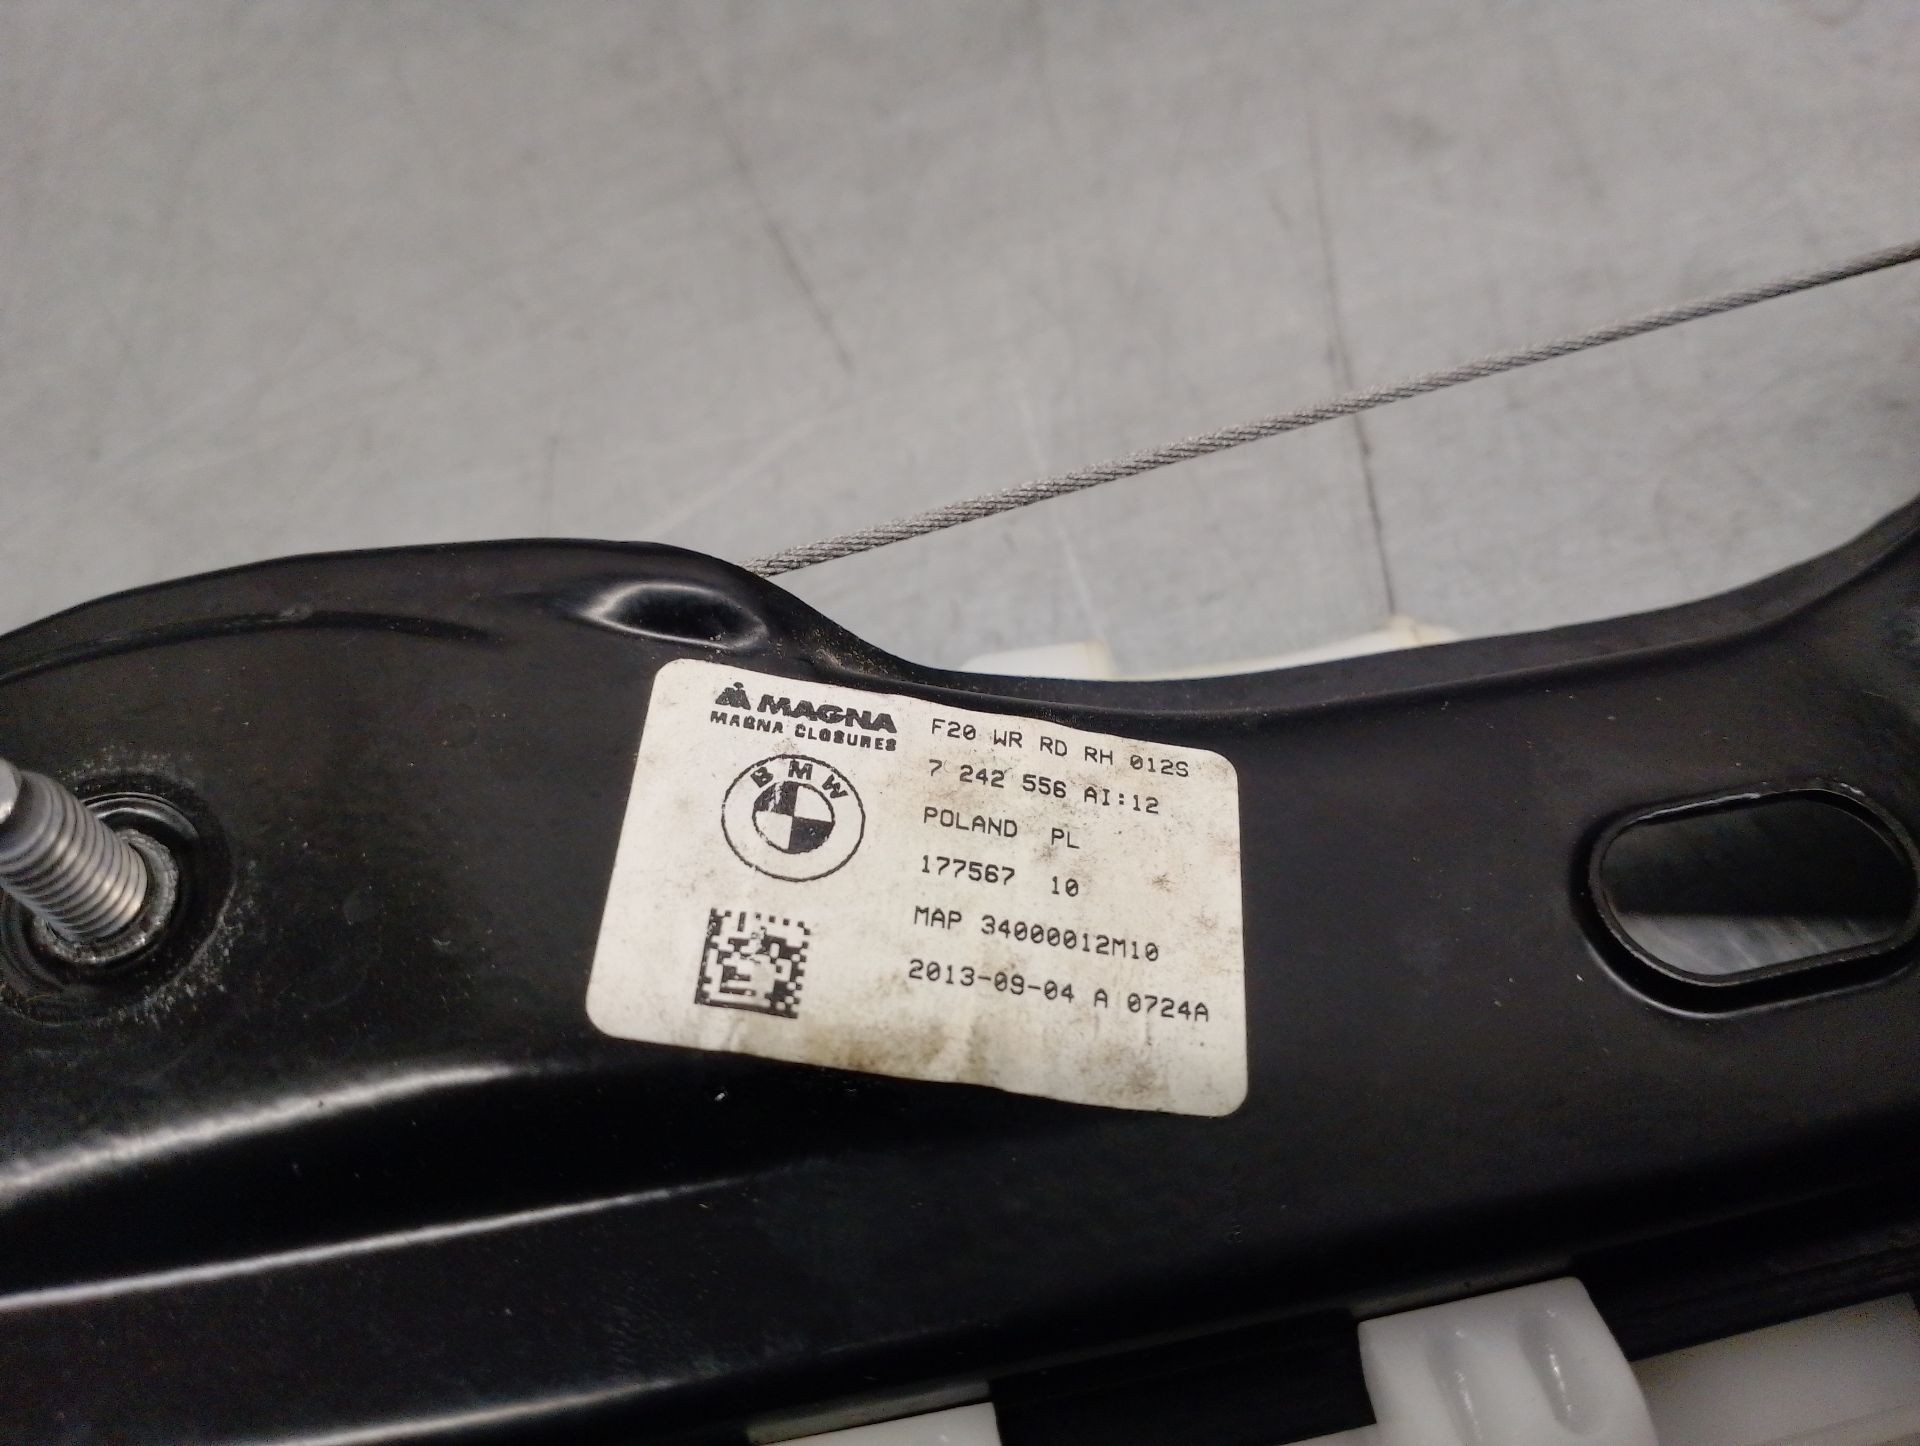 MAGNA
MAGNA CLOSURES
BMW
F20 WR RD RH 012S
7 242 556 AI:12
POLAND PL
177567 10
MAP 34000012M10
2013-09-04 A 0724A